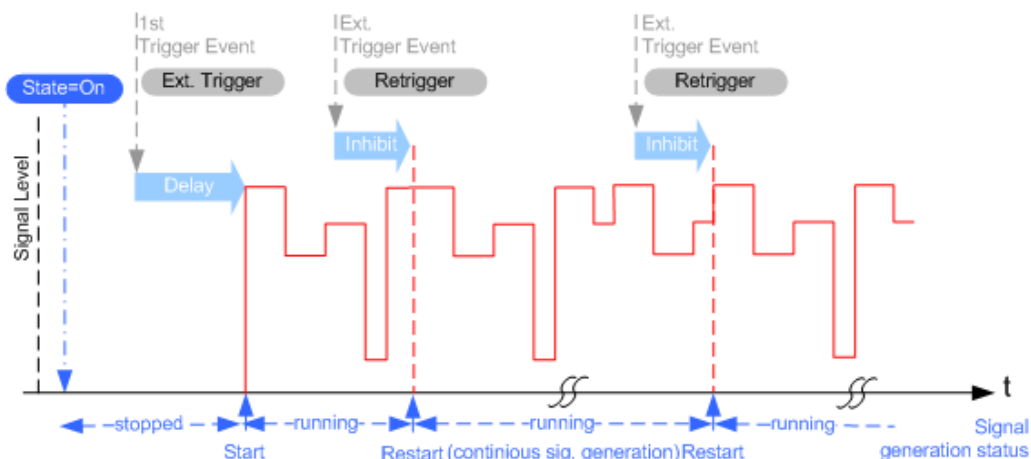 1st
Trigger Event
Ext.
Trigger Event
Ext.
Trigger Event
State=On
Ext. Trigger
Retrigger
Retrigger
Inhibit
Inhibit
Delay
Signal Level
t
stopped
running
running
running
Signal
generation status
Start
Restart (continious sig. generation) Restart